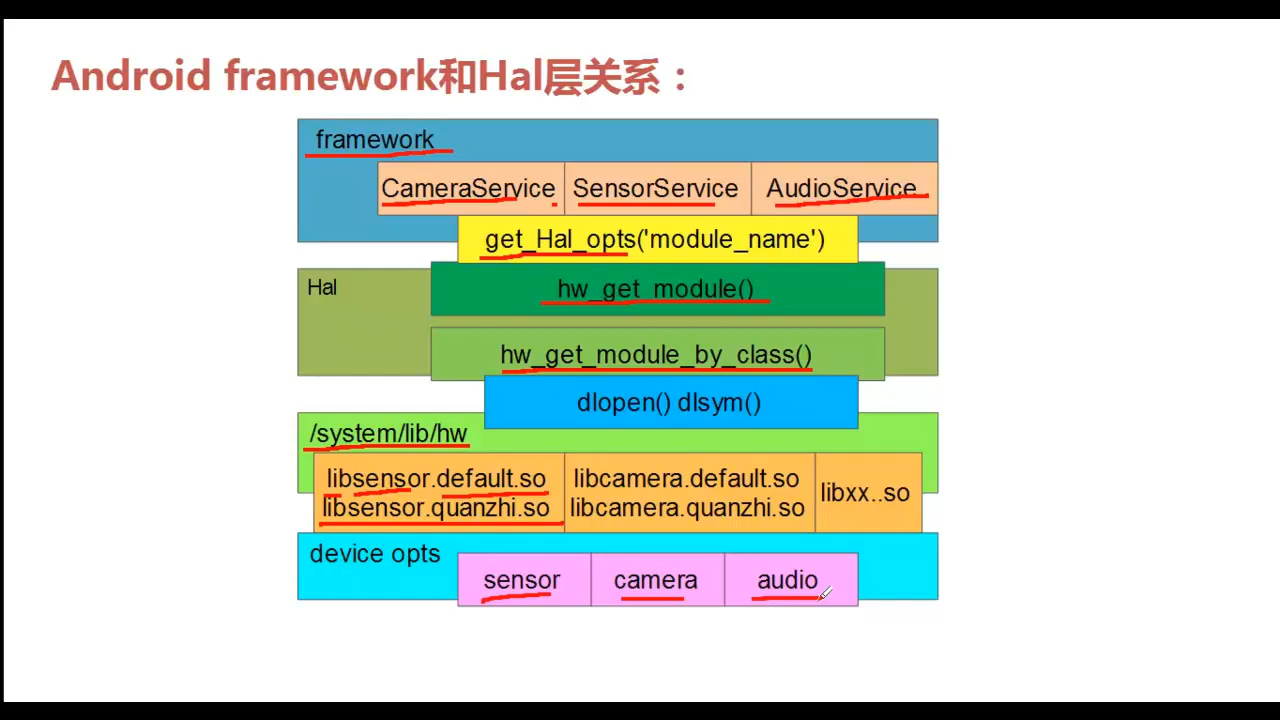 Android framework和Hal层关系：
framework
CameraService SensorService AudioService
get_Hal_opts('module_name')
Hal
hw_get_module()
hw_get_module_by_class()
dlopen() dlsym()
/system/lib/hw
libsensor.default.so
libsensor.quanzhi.so
libcamera.default.so
libcamera.quanzhi.so
libxx..so
device opts
sensor camera audio